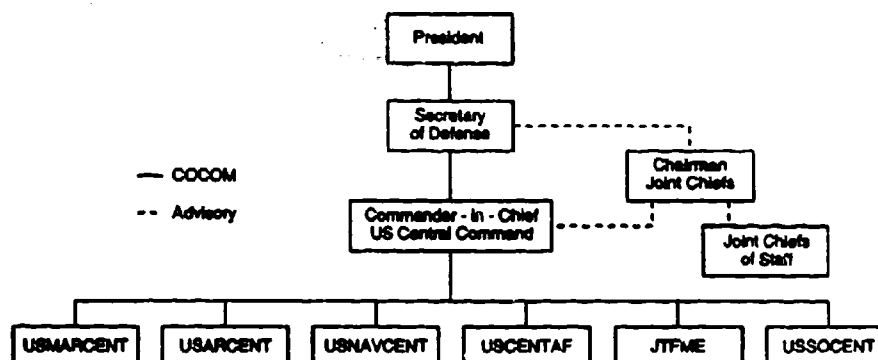 President
Secretary
of Defense
Chairman
Joint Chiefs
COCOM
Advisory
Commander - in - Chief
US Central Command
Joint Chiefs
of Staff
USMARCENT
USARCENT
USNAVCENT
USCENTAF
JTFME
USSOCENT